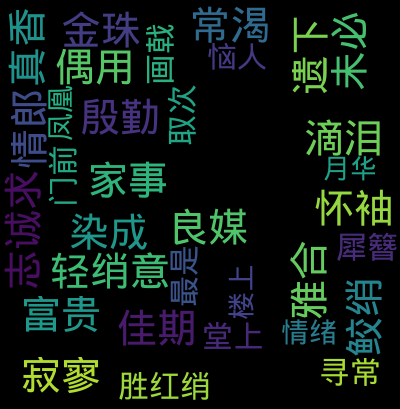 真香
金珠
画戟
常渴
恼人
遗下
未必
偶用
凤凰
情郎
殷勤
取次
滴泪
月华
门前
家事
志诚求
怀袖
染成
良媒
犀簪
轻绡意
最是
楼上
雅合
鲛绡
富贵
佳期
堂上
情绪
寂寥
胜红绡
寻常